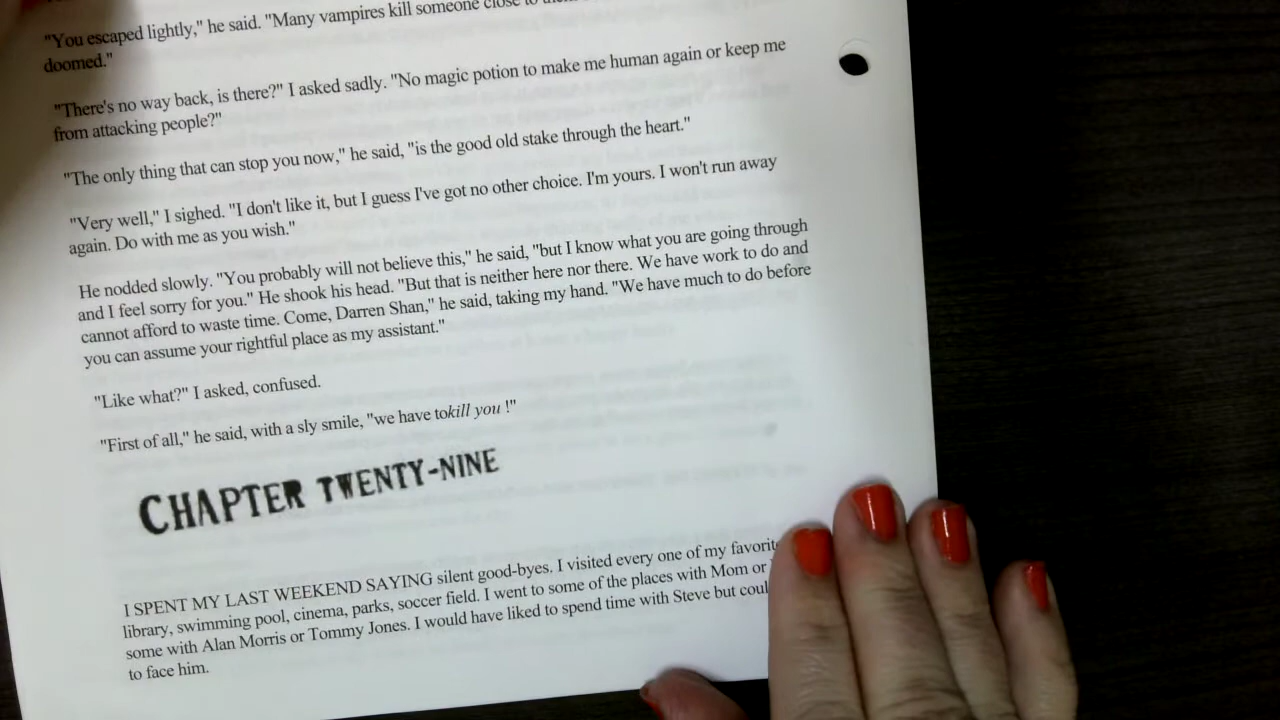 "You escaped lightly," he said. "Many vampires kill someone close to
doomed."
"There's no way back, is there?" I asked sadly. "No magic potion to make me human again or keep me
from attacking people?"
"The only thing that can stop you now," he said, "is the good old stake through the heart."
"Very well," I sighed. "I don't like it, but I guess I've got no other choice. I'm yours. I won't run away
again. Do with me as you wish."
He nodded slowly. "You probably will not believe this," he said, "but I know what you are going through
and I feel sorry for you." He shook his head. "But that is neither here nor there. We have work to do and
cannot afford to waste time. Come, Darren Shan," he said, taking my hand. "We have much to do before
you can assume your rightful place as my assistant."
"Like what?" I asked, confused.
"First of all," he said, with a sly smile, "we have tokill you !"
CHAPTER TWENTY-NINE
I SPENT MY LAST WEEKEND SAYING silent good-byes. I visited every one of my
library, swimming pool, cinema, parks, soccer field. I went to some of the places with Mom or
some with Alan Morris or Tommy Jones. I would have liked to spend time with Steve but
to face him.